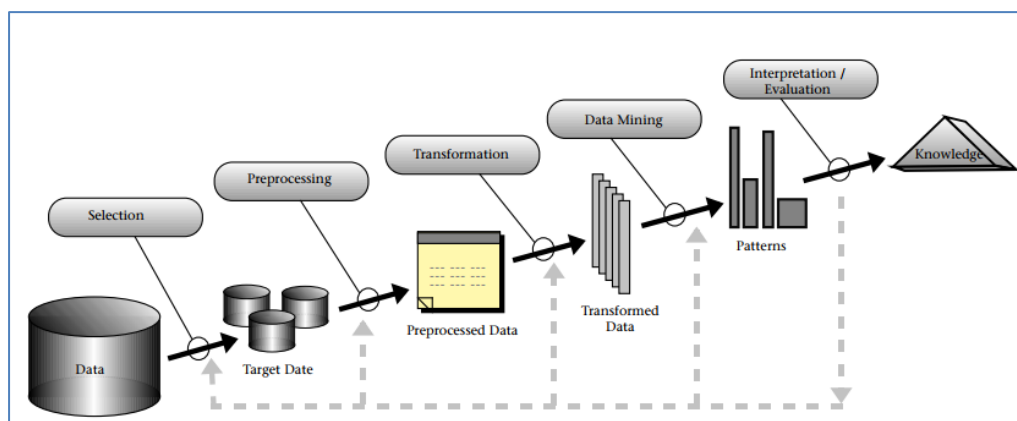 Interpretation /
Evaluation
Data Mining
Transformation
Preprocessing
Selection
Knowledge
Patterns
Transformed
Data
Preprocessed Data
Target Date
Data
--- --- ---
--- --- ---
--- --- ---